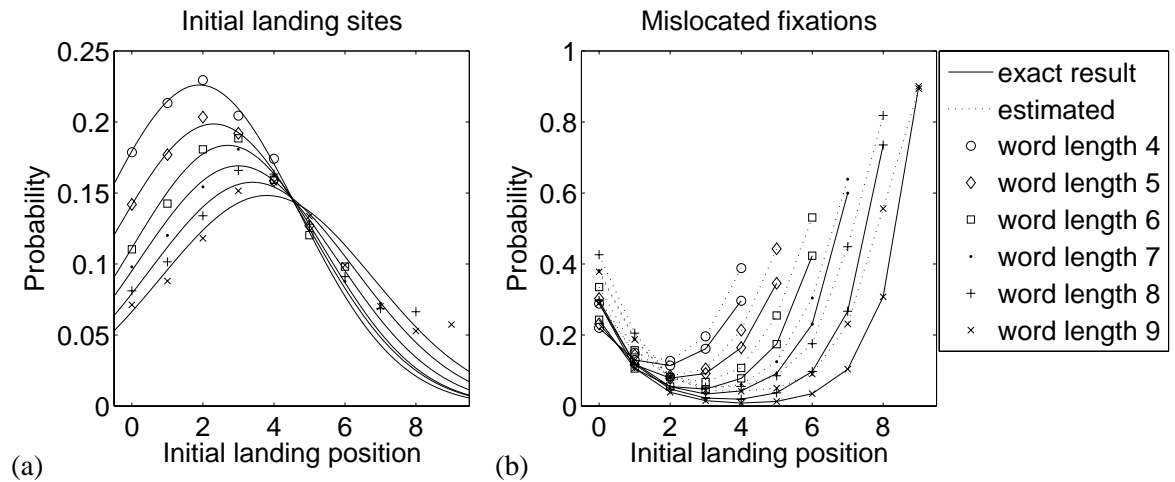 Initial landing sites
0.25
0.2
0.15
0.1
0.05
0
Probability
0 2 4 6 8
Initial landing position
(a)
Mislocated fixations
1
0.8
0.6
0.4
0.2
0
Probability
0 2 4 6 8
Initial landing position
(b)
exact result
estimated
word length 4
word length 5
word length 6
word length 7
word length 8
word length 9